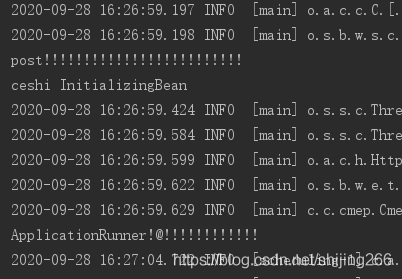 2020-09-28 16:26:59.197 INFO [main] o.a.c.c.C.[.
2020-09-28 16:26:59.198 INFO [main] o.s.b.w.s.c
post!!!!!!!!!!!!!!!!!!!!!!!!!
ceshi InitializingBean
2020-09-28 16:26:59.424 INFO [main] o.s.s.c.Thre
2020-09-28 16:26:59.584 INFO [main] o.s.s.c.Thre
2020-09-28 16:26:59.599 INFO [main] o.a.c.h.Http
2020-09-28 16:26:59.622 INFO [main] o.s.b.w.e.t.
2020-09-28 16:26:59.629 INFO [main] c.c.cmep.Cme
ApplicationRunner!@!!!!!!!!!!!!
2020-09-28 16:27:04.
https://blog.csdn.net/shijing266